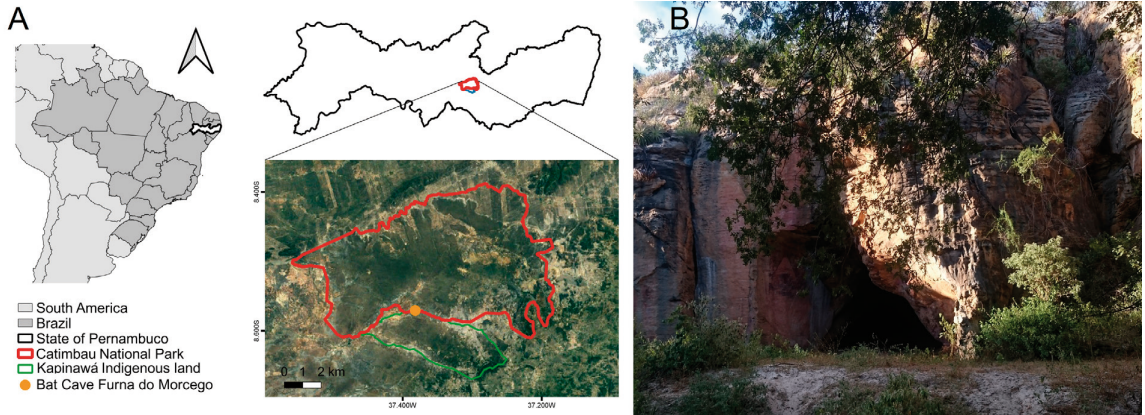 A
South America
Brazil
State of Pernambuco
Catimbau National Park
Kapinawá Indigenous land
Bat Cave Furna do Morcego
8.400S
8.600S
0 1 2 km
37.400W
37.200W
B